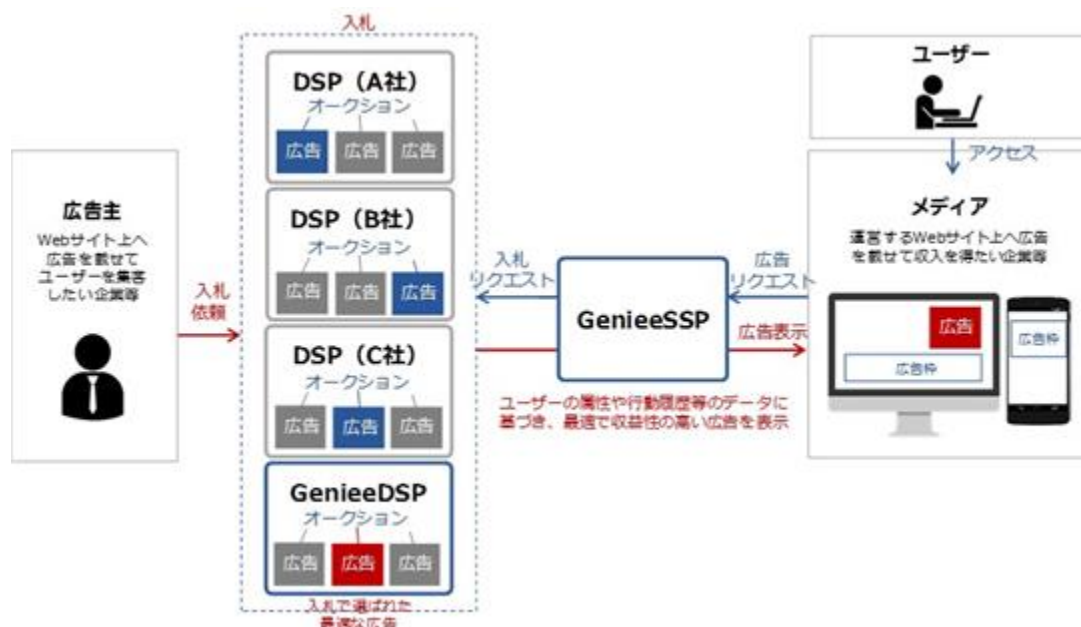 入札
DSP（A社）
オークション
広告 広告 広告
DSP（B社）
オークション
広告 広告 広告
DSP（C社）
オークション
広告 広告 広告
GenieeDSP
オークション
広告 広告 広告
入札で選ばれた
最適な広告
広告主
Webサイト上へ
広告を載せて
ユーザーを集客
したい企業等
入札
依頼
入札
リクエスト
GenieeSSP
広告
リクエスト
広告表示
ユーザーの属性や行動履歴等のデータに
基づき、最適で収益性の高い広告を表示
ユーザー
アクセス
メディア
運営するWebサイト上へ広告
を載せて収入を得たい企業等
広告
広告枠
広告枠